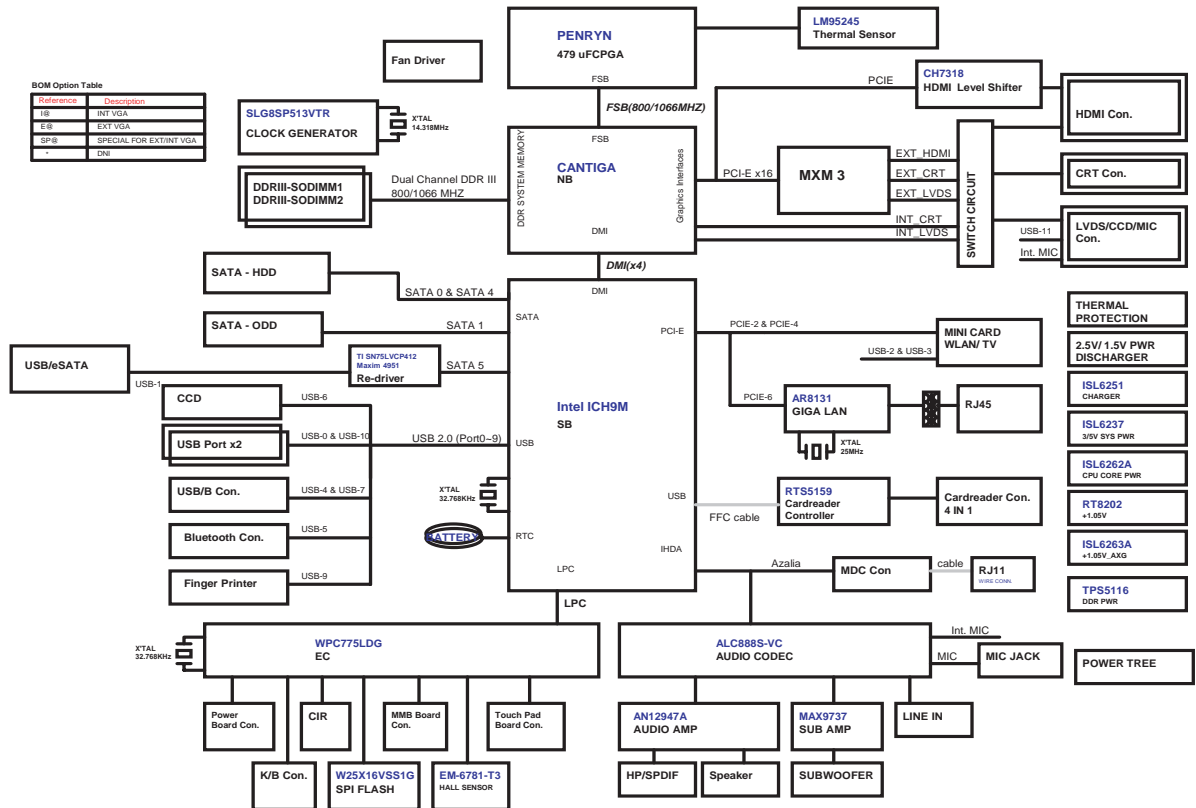 PENRYN
479 uFCPGA
FSB
LM95245
Thermal Sensor
Fan Driver
BOM Option Table
Reference Description
I@ INT VGA
E@ EXT VGA
SP@ SPECIAL FOR EXT/INT VGA
* DNI
SLG8SP513VTR
CLOCK GENERATOR
X'TAL
14.318MHz
FSB(800/1066MHZ)
PCIE
CH7318
HDMI Level Shifter
HDMI Con.
DDRIII-SODIMM1
DDRIII-SODIMM2
Dual Channel DDR III
800/1066 MHZ
DDR SYSTEM MEMORY
FSB
CANTIGA
NB
DMI
Graphics Interfaces
PCI-E x16
MXM 3
EXT_HDMI
EXT_CRT
EXT_LVDS
INT_CRT
INT_LVDS
SWITCH CIRCUIT
CRT Con.
LVDS/CCD/MIC
Con.
USB-11
Int. MIC
DMI(x4)
SATA - HDD
SATA 0 & SATA 4
SATA - ODD
SATA 1
USB/eSATA
USB-1
TI SN75LVCP412
Maxim 4951
Re-driver
SATA 5
DMI
SATA
PCI-E
Intel ICH9M
SB
USB
USB
RTC
IHDA
LPC
PCIE-2 & PCIE-4
MINI CARD
WLAN/ TV
USB-2 & USB-3
PCIE-6
AR8131
GIGA LAN
RJ45
X'TAL
25MHz
CCD
USB-6
USB Port x2
USB-0 & USB-10
USB 2.0 (Port0~9)
USB/B Con.
USB-4 & USB-7
Bluetooth Con.
USB-5
Finger Printer
USB-9
X'TAL
32.768KHz
BATTERY
FFC cable
RTS5159
Cardreader
Controller
Cardreader Con.
4 IN 1
Azalia
MDC Con
cable
RJ11
WIRE CONN.
THERMAL
PROTECTION
2.5V/ 1.5V PWR
DISCHARGER
ISL6251
CHARGER
ISL6237
3/5V SYS PWR
ISL6262A
CPU CORE PWR
RT8202
+1.05V
ISL6263A
+1.05V_AXG
TPS5116
DDR PWR
POWER TREE
LPC
X'TAL
32.768KHz
WPC775LDG
EC
ALC888S-VC
AUDIO CODEC
Int. MIC
MIC
MIC JACK
Power
Board Con.
CIR
MMB Board
Con.
Touch Pad
Board Con.
K/B Con.
W25X16VSS1G
SPI FLASH
EM-6781-T3
HALL SENSOR
AN12947A
AUDIO AMP
MAX9737
SUB AMP
LINE IN
HP/SPDIF
Speaker
SUBWOOFER